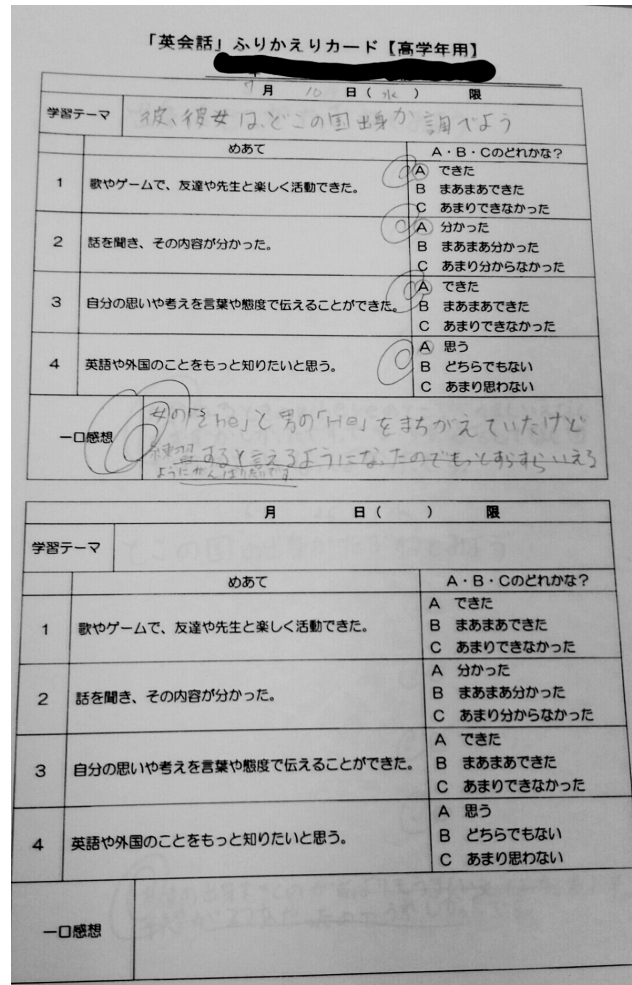 「英会話」ふりかえりカード【高学年用】
7月 10日(水) 限
学習テーマ 彼、彼女は、どこの国出身か調べよう
めあて A・B・Cのどれかな?
1 歌やゲームで、友達や先生と楽しく活動できた。
A できた
B まあまあできた
C あまりできなかった
2 話を聞き、その内容が分かった。
A 分かった
B まあまあ分かった
C あまり分からなかった
3 自分の思いや考えを言葉や態度で伝えることができた。
A できた
B まあまあできた
C あまりできなかった
4 英語や外国のことをもっと知りたいと思う。
A 思う
B どちらでもない
C あまり思わない
一口感想
女の「She」と男の「He」をまちがえていたけど
練習すると言えるようになったのでもっとすらすらいえる
ようにがんばりたいです
月 日( ) 限
学習テーマ
めあて A・B・Cのどれかな?
1 歌やゲームで、友達や先生と楽しく活動できた。
A できた
B まあまあできた
C あまりできなかった
2 話を聞き、その内容が分かった。
A 分かった
B まあまあ分かった
C あまり分からなかった
3 自分の思いや考えを言葉や態度で伝えることができた。
A できた
B まあまあできた
C あまりできなかった
4 英語や外国のことをもっと知りたいと思う。
A 思う
B どちらでもない
C あまり思わない
一口感想